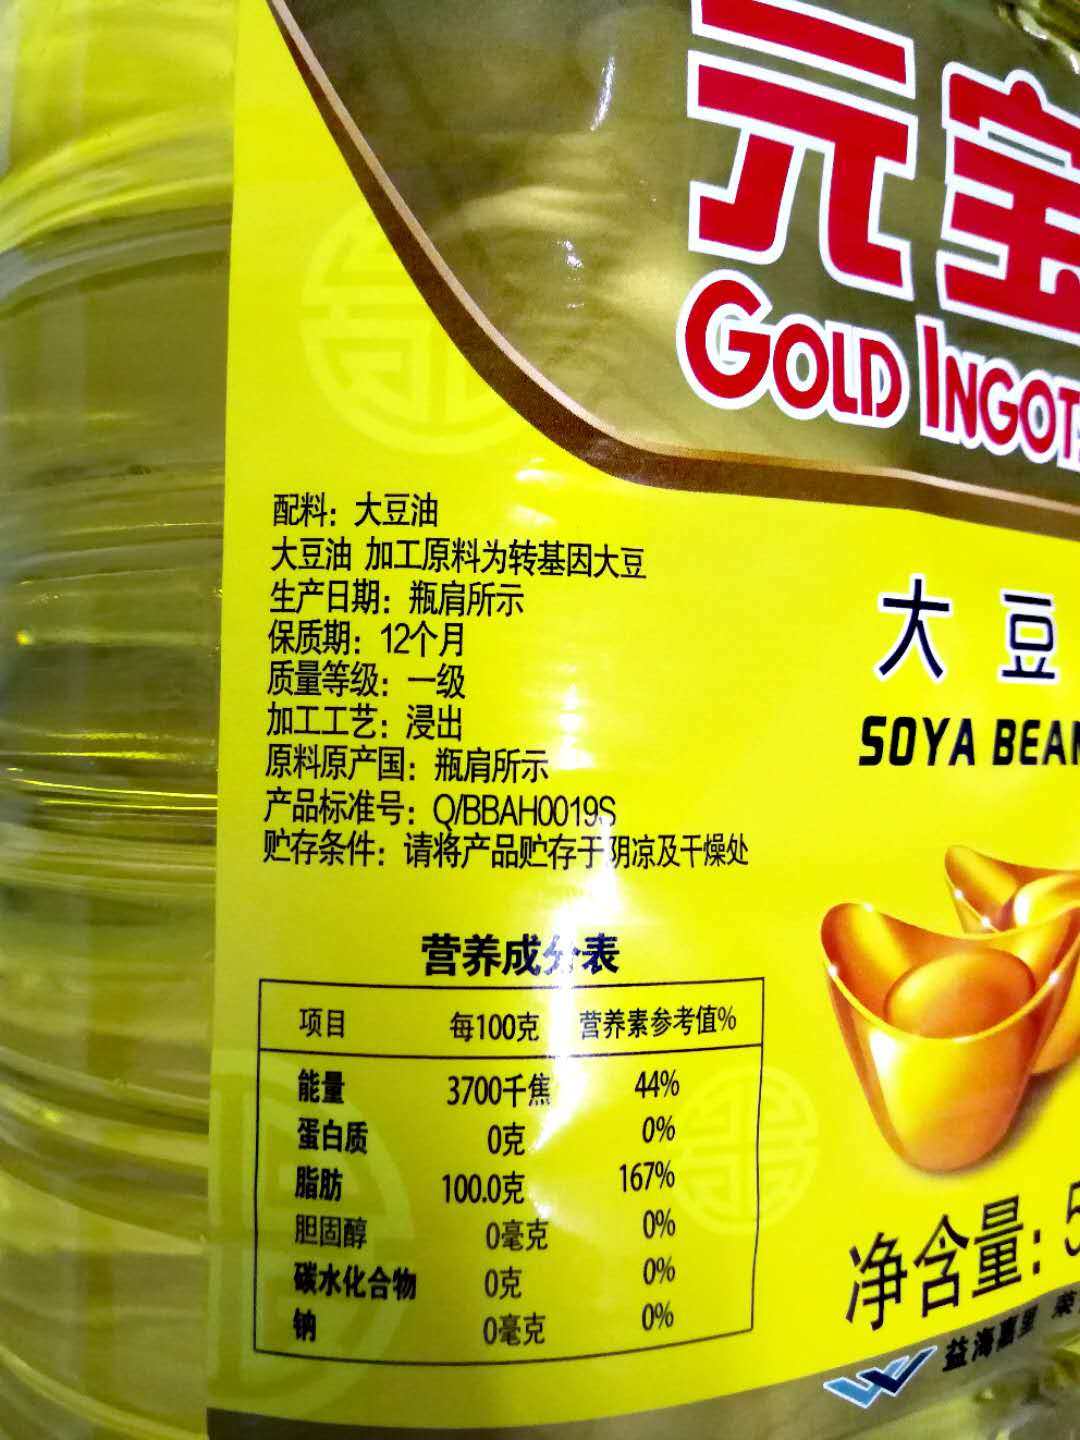 元宝
GOLD INGOT
配料：大豆油
大豆油 加工原料为转基因大豆
生产日期：瓶肩所示
保质期：12个月
质量等级：一级
加工工艺：浸出
原料原产国：瓶肩所示
产品标准号：Q/BBAH0019S
贮存条件：请将产品贮存于阴凉及干燥处
大豆
SOYA BEAN
营养成分表
项目 每100克 营养素参考值%
能量 3700千焦 44%
蛋白质 0克 0%
脂肪 100.0克 167%
胆固醇 0毫克 0%
碳水化合物 0克 0%
钠 0毫克 0%
净含量：5
益海嘉里 荣